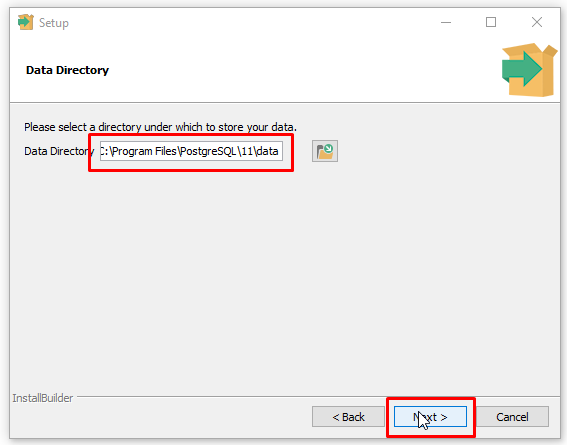 Setup
Data Directory
Please select a directory under which to store your data.
Data Directory C:\Program Files\PostgreSQL\11\data
InstallBuilder
< Back Next > Cancel